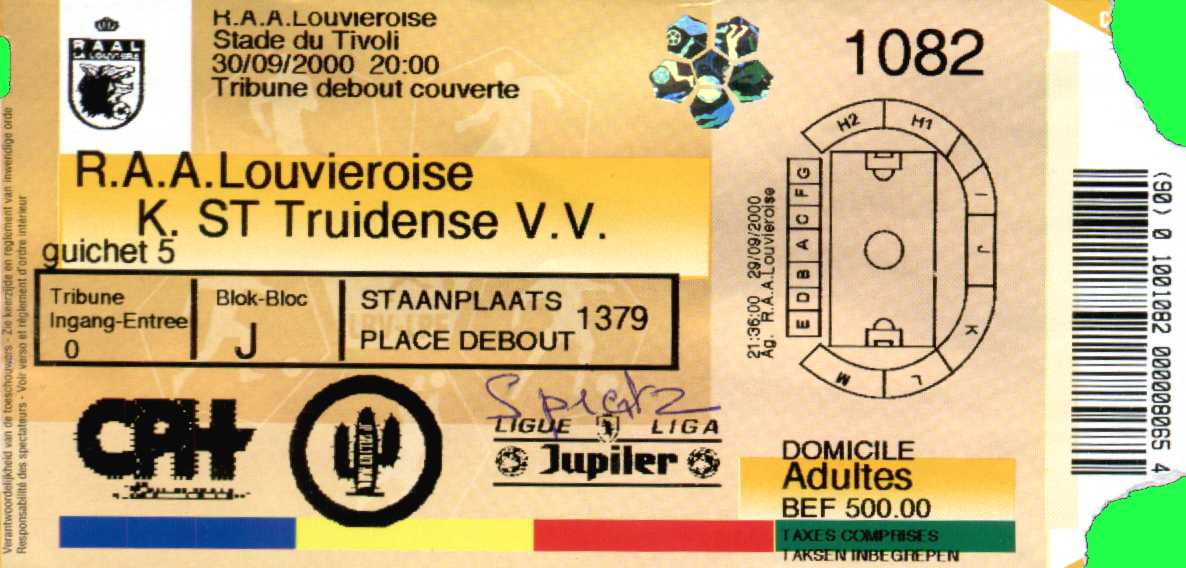 R.A.A.Louvieroise
Stade du Tivoli
30/09/2000 20:00
Tribune debout couverte
1082
RAAL
LA LOUVIERE
R.A.A.Louvieroise
K. ST Truidense V.V.
guichet 5
Tribune
Ingang-Entree
0
Blok-Bloc
J
STAANPLAATS
PLACE DEBOUT
1379
CPH
Spratz
LIGUE LIGA
Jupiler
H2 H1 I J K L M
G F C A B D E
21:36:00 29/09/2000
Ag. R.A.A.Louvieroise
(90) 0 1001082 000008065 4
DOMICILE
Adultes
BEF 500.00
TAXES COMPRISES
TAKSEN INBEGREPEN
Verantwoordelijkheid van de toeschouwers - Zie keerzijde en reglement van inwendige orde
Responsabilité des spectateurs - Voir verso et règlement d'ordre intérieur